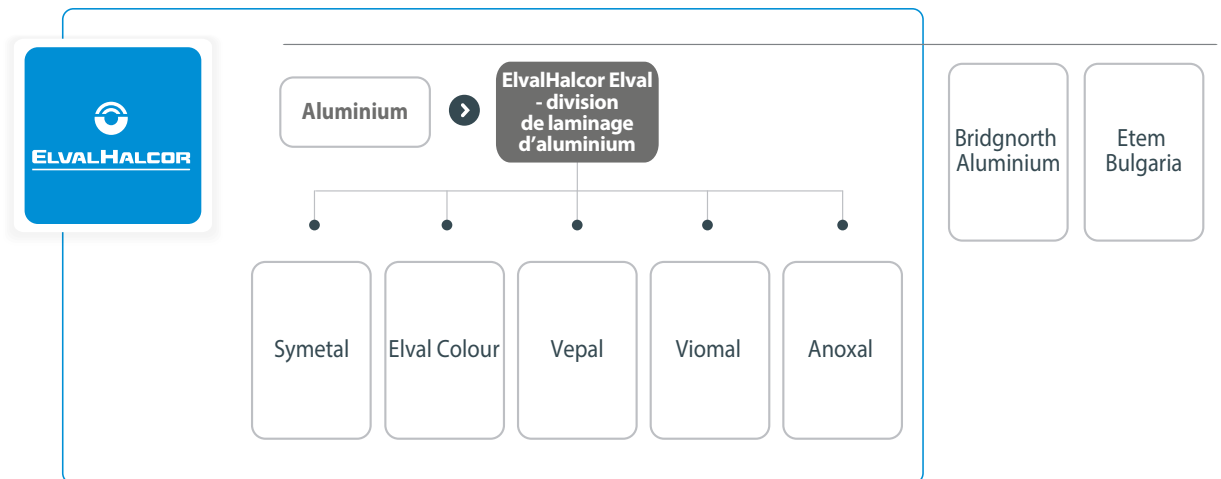 ELVALHALCOR
Aluminium
ElvalHalcor Elval
- division
de laminage
d’aluminium
Bridgnorth
Aluminium
Etem
Bulgaria
Symetal
Elval Colour
Vepal
Viomal
Anoxal